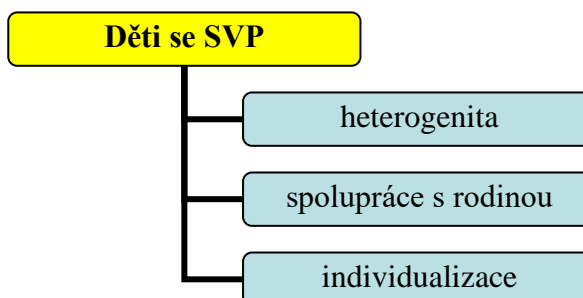 Děti se SVP
heterogenita
spolupráce s rodinou
individualizace